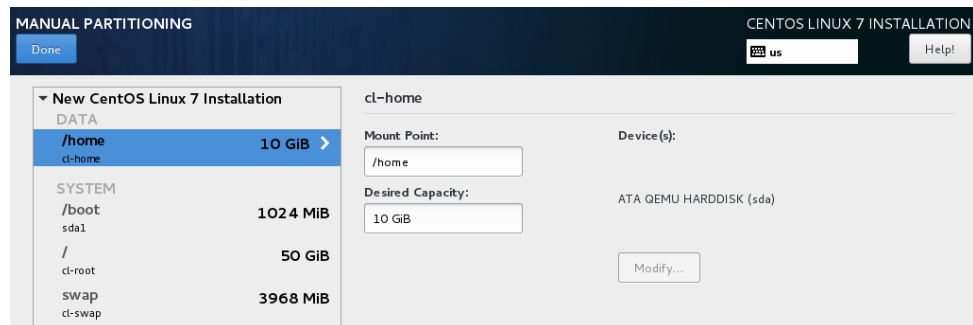 MANUAL PARTITIONING
CENTOS LINUX 7 INSTALLATION
Done
us
Help!
New CentOS Linux 7 Installation
DATA
/home
10 GiB
cl-home
SYSTEM
/boot
1024 MiB
sda1
/
50 GiB
cl-root
swap
3968 MiB
cl-swap
cl-home
Mount Point:
/home
Desired Capacity:
10 GiB
Device(s):
ATA QEMU HARDDISK (sda)
Modify...